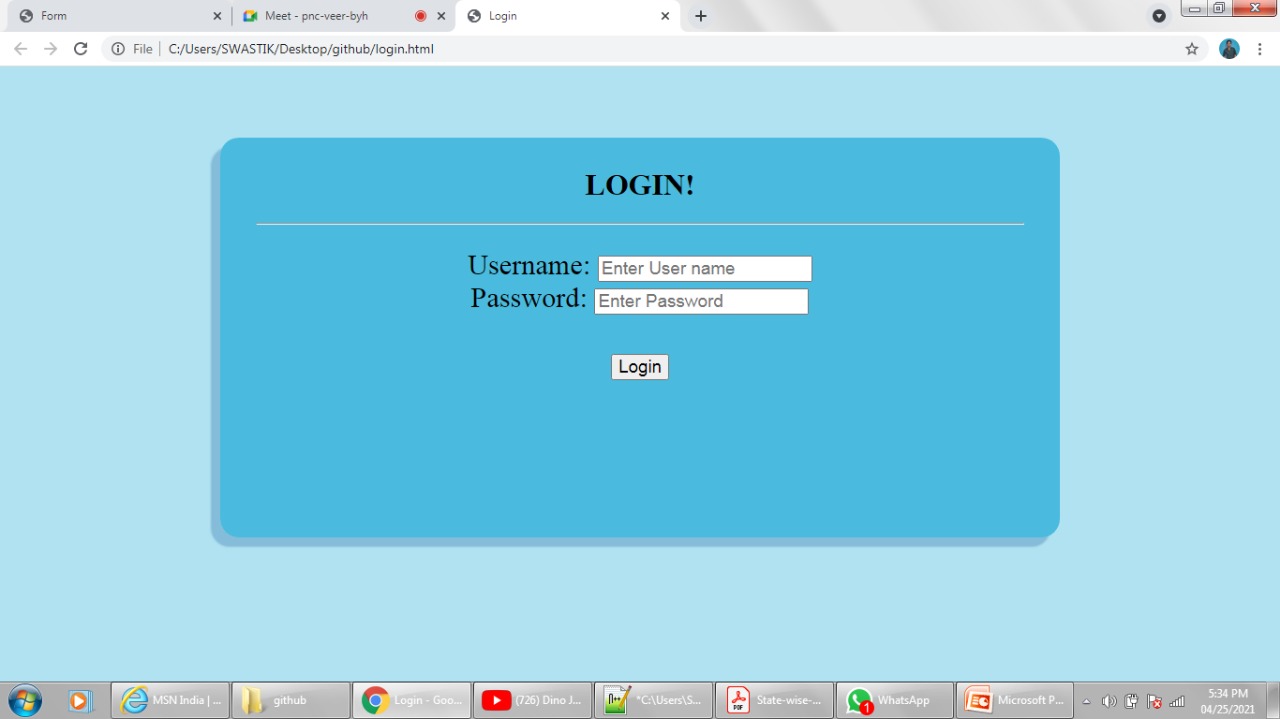 Form
Meet - pnc-veer-byh
Login
File
C:/Users/SWASTIK/Desktop/github/login.html
LOGIN!
Username: Enter User name
Password: Enter Password
Login
MSN India | ...
github
Login - Goo...
(726) Dino J...
*C:\Users\S...
State-wise-...
1
WhatsApp
Microsoft P...
5:34 PM
04/25/2021